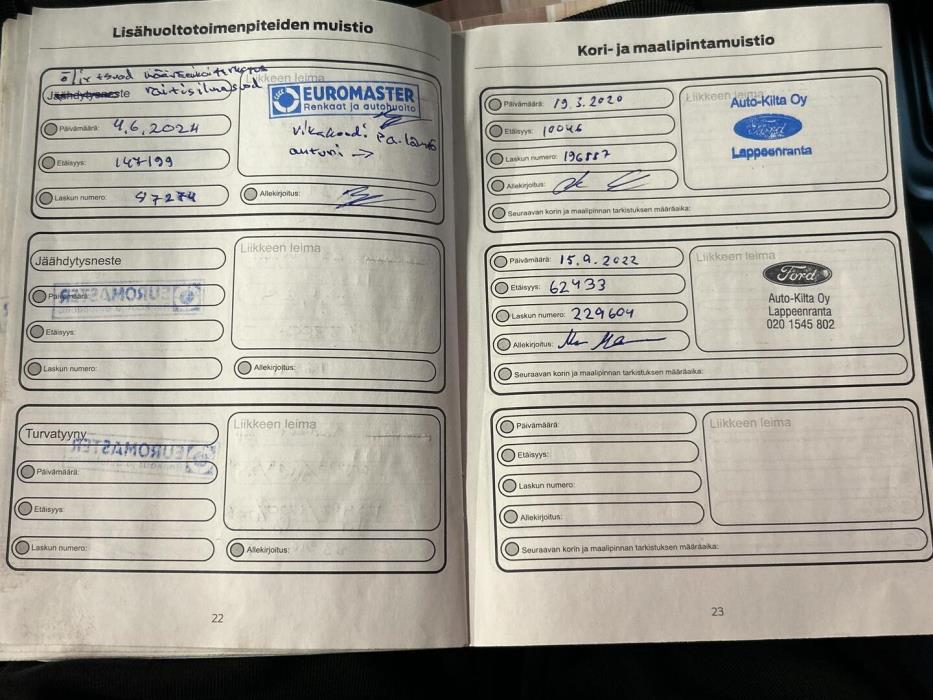 Lisähuoltotoimenpiteiden muistio
Liikkeen leima
Jäähdytysneste
EUROMASTER
Renkaat ja autohuolto
Vikakoodi
anturi →
Päivämäärä: 4.6.2024
Etäisyys: 147199
Laskun numero:
Allekirjoitus:
Jäähdytysneste
Liikkeen leima
Päivämäärä:
EUROMASTER
Etäisyys:
Laskun numero:
Allekirjoitus:
Turvatyyny
Liikkeen leima
EUROMASTER
Päivämäärä:
Etäisyys:
Laskun numero:
Allekirjoitus:
22
Kori- ja maalipintamuistio
Päivämäärä: 19.3.2020
Etäisyys: 10046
Laskun numero: 196887
Allekirjoitus:
Liikkeen leima
Auto-Kilta Oy
Ford
Lappeenranta
Seuraavan korin ja maalipinnan tarkistuksen määräaika:
Päivämäärä: 15.9.2022
Etäisyys: 62433
Laskun numero: 229604
Allekirjoitus:
Liikkeen leima
Ford
Auto-Kilta Oy
Lappeenranta
020 1545 802
Seuraavan korin ja maalipinnan tarkistuksen määräaika:
Päivämäärä:
Etäisyys:
Laskun numero:
Allekirjoitus:
Liikkeen leima
Seuraavan korin ja maalipinnan tarkistuksen määräaika:
23